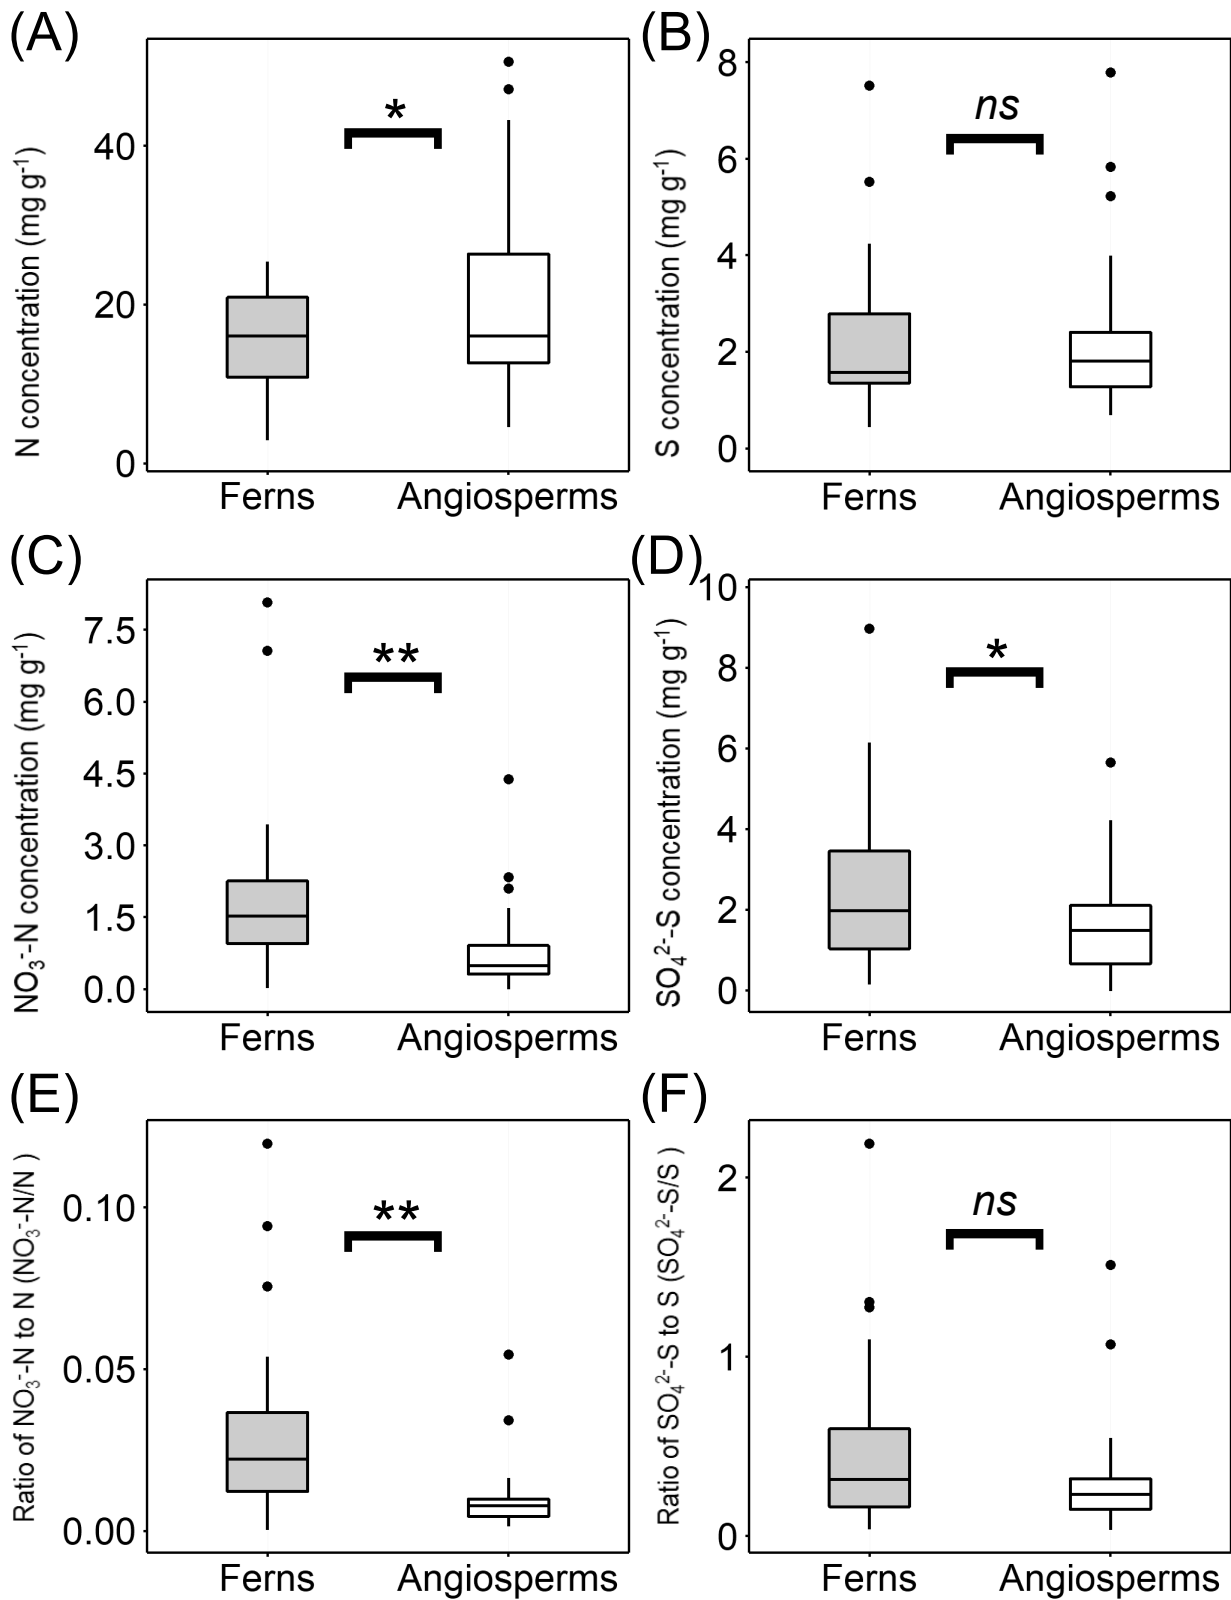 (A)
N concentration (mg g⁻¹)
40
20
0
*
Ferns
Angiosperms
(B)
S concentration (mg g⁻¹)
8
6
4
2
0
ns
Ferns
Angiosperms
(C)
NO₃⁻-N concentration (mg g⁻¹)
7.5
6.0
4.5
3.0
1.5
0.0
**
Ferns
Angiosperms
(D)
SO₄²⁻-S concentration (mg g⁻¹)
10
8
6
4
2
0
*
Ferns
Angiosperms
(E)
Ratio of NO₃⁻-N to N (NO₃⁻-N/N )
0.10
0.05
0.00
**
Ferns
Angiosperms
(F)
Ratio of SO₄²⁻-S to S (SO₄²⁻-S/S )
2
1
0
ns
Ferns
Angiosperms